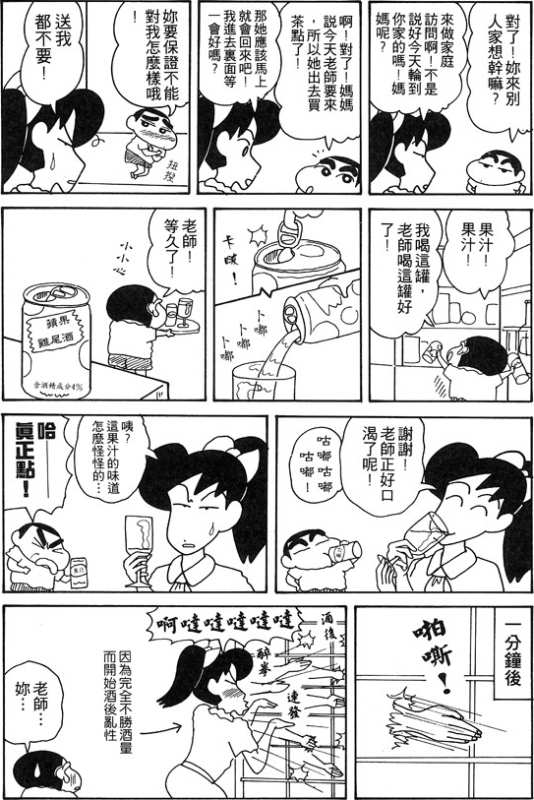 對了！妳來別
人家想幹嘛？
來做家庭
訪問啊！不是
說好今天輪到
你家的嗎！媽
媽呢？
啊！對了！媽媽
說今天老師要來
，所以她出去買
茶點了！
那她應該馬上
就會回來吧！
我進去裏面等
一會好嗎？
妳要保證不能
對我怎麼樣哦
！
扭捏
送我
都不要！
果汁！
果汁！
我喝這罐，
老師喝這罐好
了！
卡嚓！
卜嘟
卜嘟
卜嘟
老師！
等久了！
小小心
蘋果
雞尾酒
含酒精成分4%
謝謝！
老師正好口
渴了呢！
咕嘟咕嘟
咕嘟！
咦？
這果汁的味道
怎麼怪怪的…
哈——
真正點！
一分鐘後
啪嘶！
啊噠噠噠噠噠
酒後
醉拳
連發
因為完全不勝酒量
而開始酒後亂性
老師…
妳…